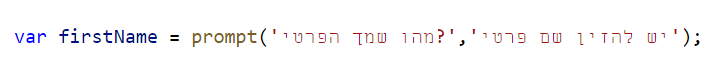 var firstName = prompt('מהו שמך הפרטי?','יש להזין שם פרטי');